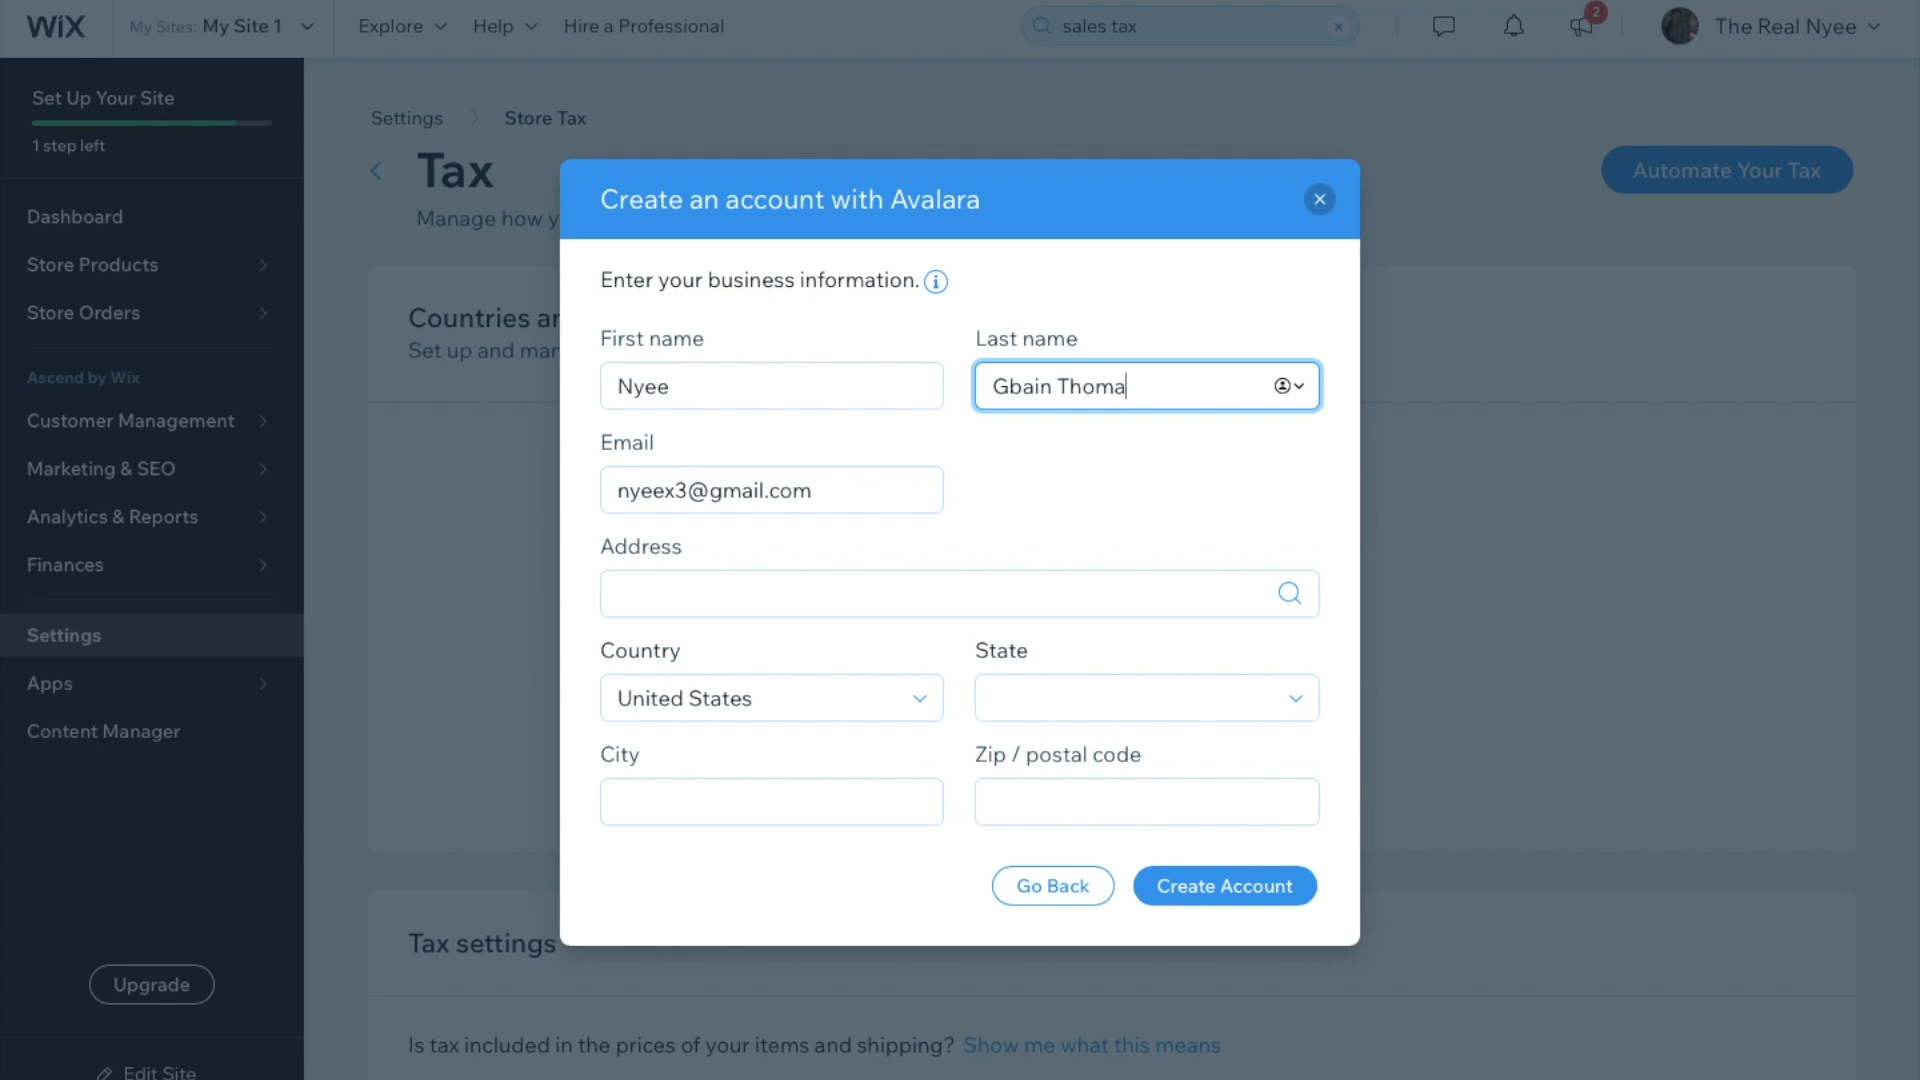 WiX
My Sites: My Site 1
Explore
Help
Hire a Professional
sales tax
2
The Real Nyee
Set Up Your Site
1 step left
Dashboard
Store Products
Store Orders
Ascend by Wix
Customer Management
Marketing & SEO
Analytics & Reports
Finances
Settings
Apps
Content Manager
Upgrade
Edit Site
Settings
Store Tax
Tax
Automate Your Tax
Manage how y
Countries ar
Set up and mar
Create an account with Avalara
Enter your business information.
First name
Last name
Nyee
Gbain Thoma
Email
nyeex3@gmail.com
Address
Country
State
United States
City
Zip / postal code
Go Back
Create Account
Tax settings
Is tax included in the prices of your items and shipping? Show me what this means